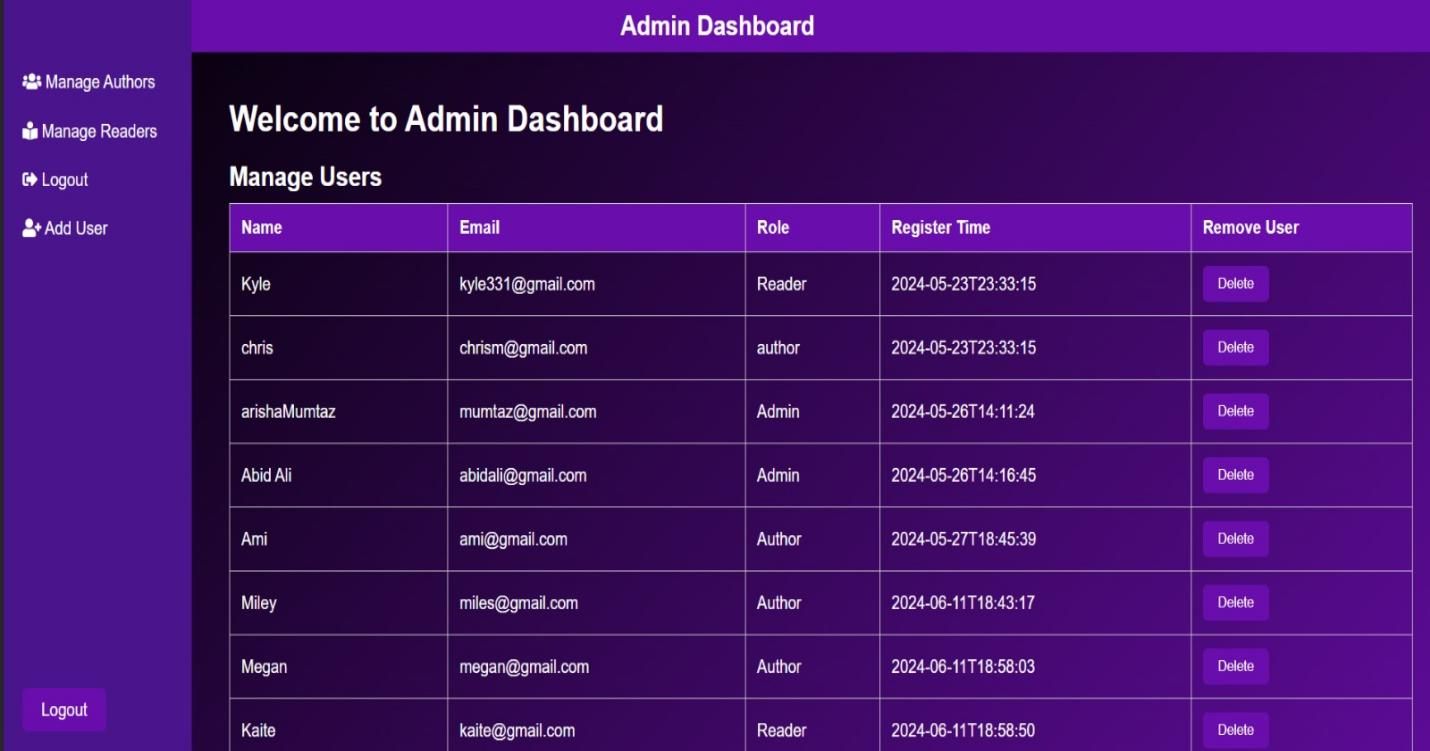 Admin Dashboard
Manage Authors
Manage Readers
Logout
Add User
Logout
Welcome to Admin Dashboard
Manage Users
Name Email Role Register Time Remove User
Kyle kyle331@gmail.com Reader 2024-05-23T23:33:15 Delete
chris chrism@gmail.com author 2024-05-23T23:33:15 Delete
arishaMumtaz mumtaz@gmail.com Admin 2024-05-26T14:11:24 Delete
Abid Ali abidali@gmail.com Admin 2024-05-26T14:16:45 Delete
Ami ami@gmail.com Author 2024-05-27T18:45:39 Delete
Miley miles@gmail.com Author 2024-06-11T18:43:17 Delete
Megan megan@gmail.com Author 2024-06-11T18:58:03 Delete
Kaite kaite@gmail.com Reader 2024-06-11T18:58:50 Delete